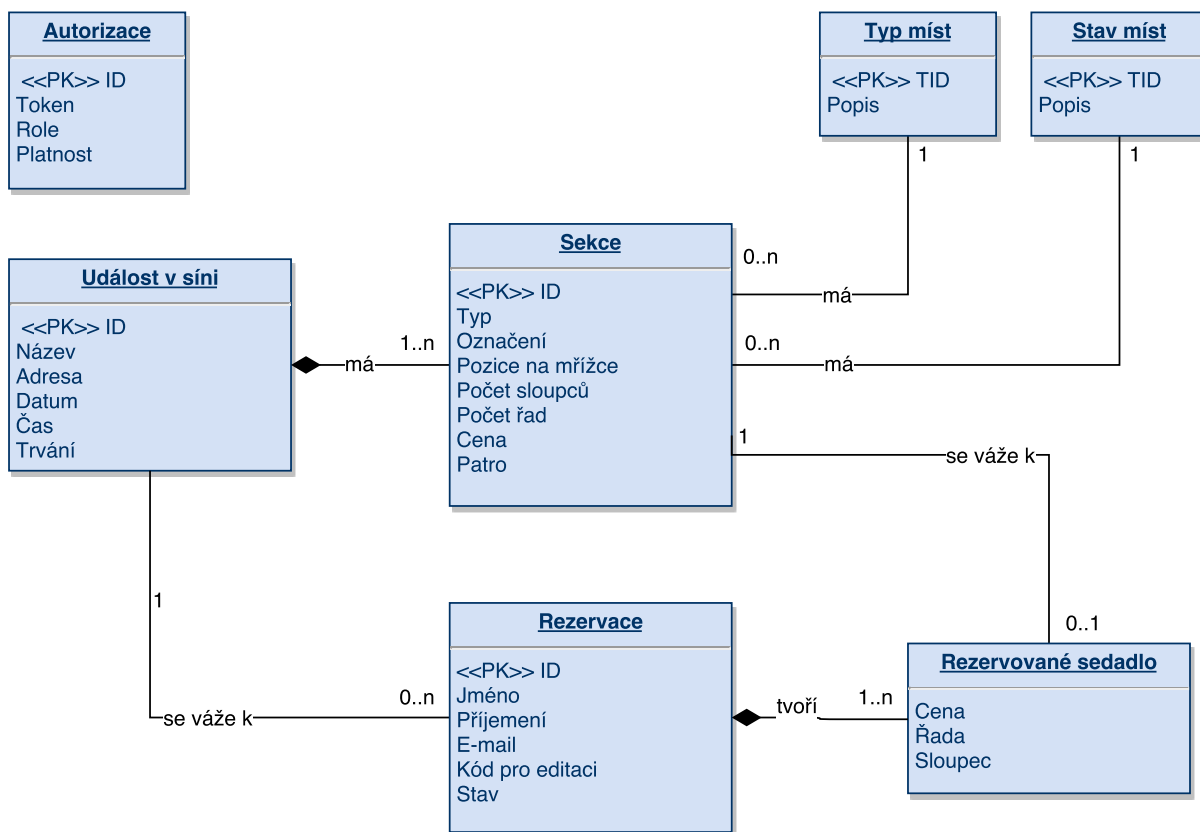 Autorizace
<<PK>> ID
Token
Role
Platnost
Typ míst
<<PK>> TID
Popis
Stav míst
<<PK>> TID
Popis
1
1
Sekce
<<PK>> ID
Typ
Označení
Pozice na mřížce
Počet sloupců
Počet řad
Cena
Patro
0..n
má
0..n
má
1
se váže k
0..1
Událost v síni
<<PK>> ID
Název
Adresa
Datum
Čas
Trvání
1..n
má
1
se váže k
0..n
Rezervace
<<PK>> ID
Jméno
Příjemení
E-mail
Kód pro editaci
Stav
tvoří
1..n
Rezervované sedadlo
Cena
Řada
Sloupec